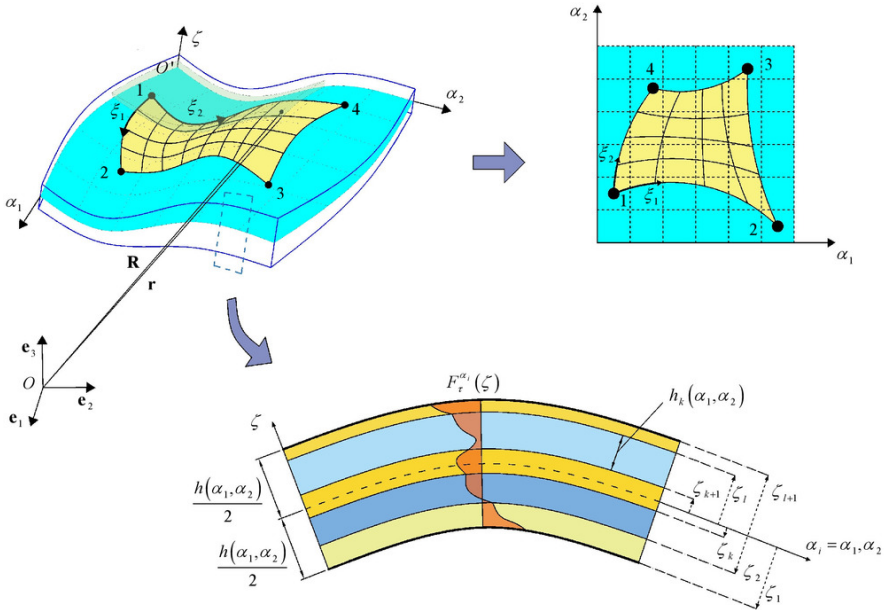 ζ
O'
1
ξ₁
ξ₂
α₂
4
2
3
α₁
R
r
e₃
O
e₂
e₁
α₂
3
4
ξ₂
1
ξ₁
2
α₁
F_τ^{α_i}(ζ)
h_k(α₁,α₂)
ζ
h(α₁,α₂)
2
h(α₁,α₂)
2
ζ_{k+1}
ζ_l
ζ_{l+1}
ζ_k
ζ₂
ζ₁
α_i = α₁,α₂